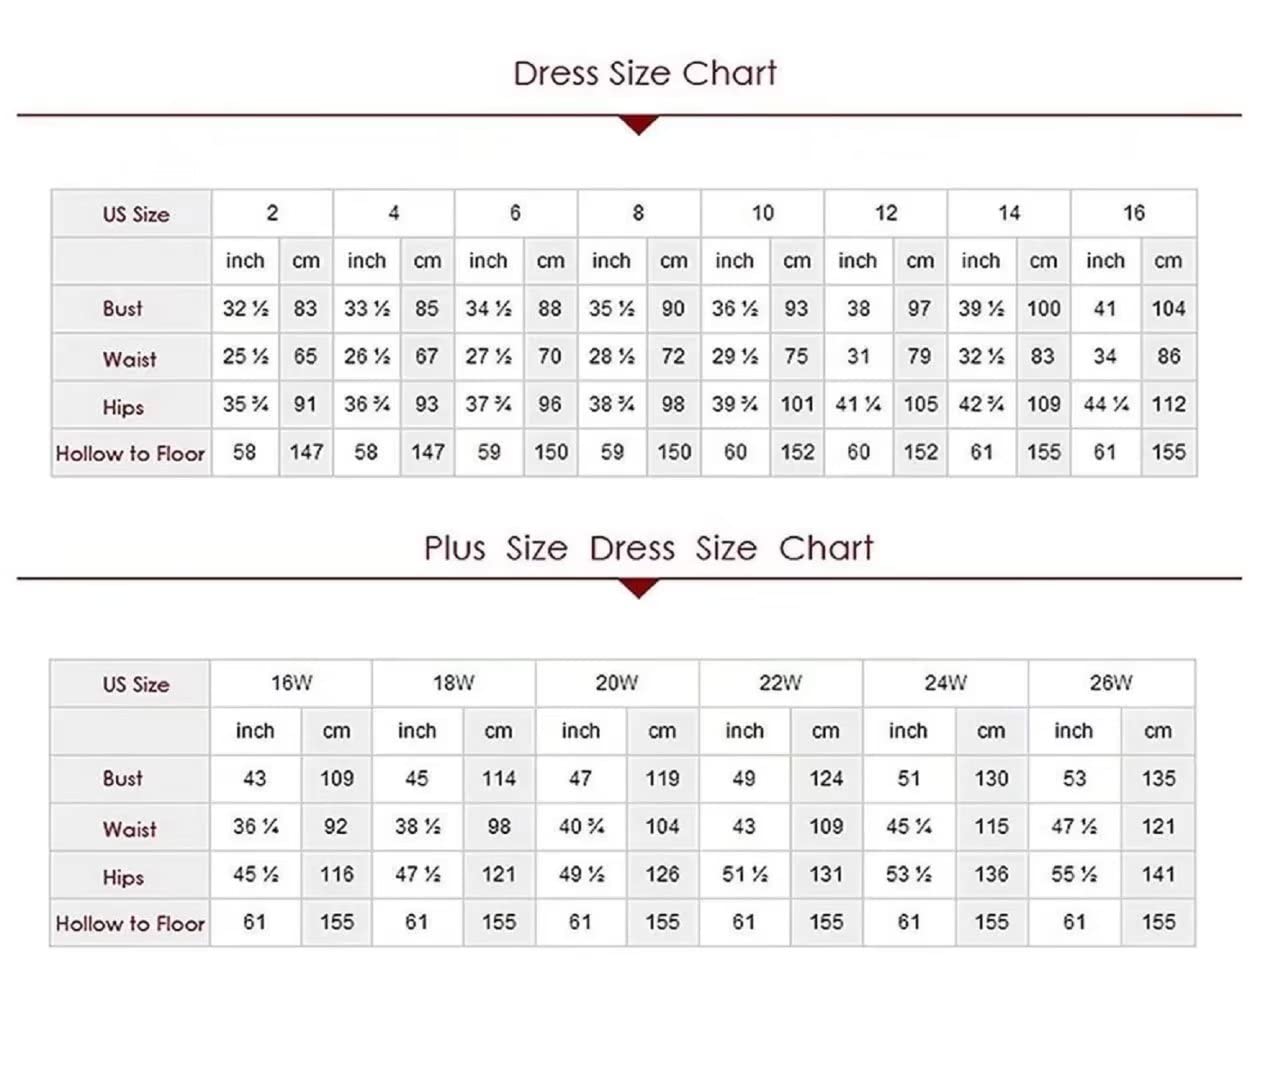 Dress Size Chart
US Size 2 4 6 8 10 12 14 16
inch cm inch cm inch cm inch cm inch cm inch cm inch cm inch cm
Bust 32 ½ 83 33 ½ 85 34 ½ 88 35 ½ 90 36 ½ 93 38 97 39 ½ 100 41 104
Waist 25 ½ 65 26 ½ 67 27 ½ 70 28 ½ 72 29 ½ 75 31 79 32 ½ 83 34 86
Hips 35 ¾ 91 36 ¾ 93 37 ¾ 96 38 ¾ 98 39 ¾ 101 41 ¼ 105 42 ¾ 109 44 ¼ 112
Hollow to Floor 58 147 58 147 59 150 59 150 60 152 60 152 61 155 61 155
Plus Size Dress Size Chart
US Size 16W 18W 20W 22W 24W 26W
inch cm inch cm inch cm inch cm inch cm inch cm
Bust 43 109 45 114 47 119 49 124 51 130 53 135
Waist 36 ¼ 92 38 ½ 98 40 ¾ 104 43 109 45 ¼ 115 47 ½ 121
Hips 45 ½ 116 47 ½ 121 49 ½ 126 51 ½ 131 53 ½ 136 55 ½ 141
Hollow to Floor 61 155 61 155 61 155 61 155 61 155 61 155